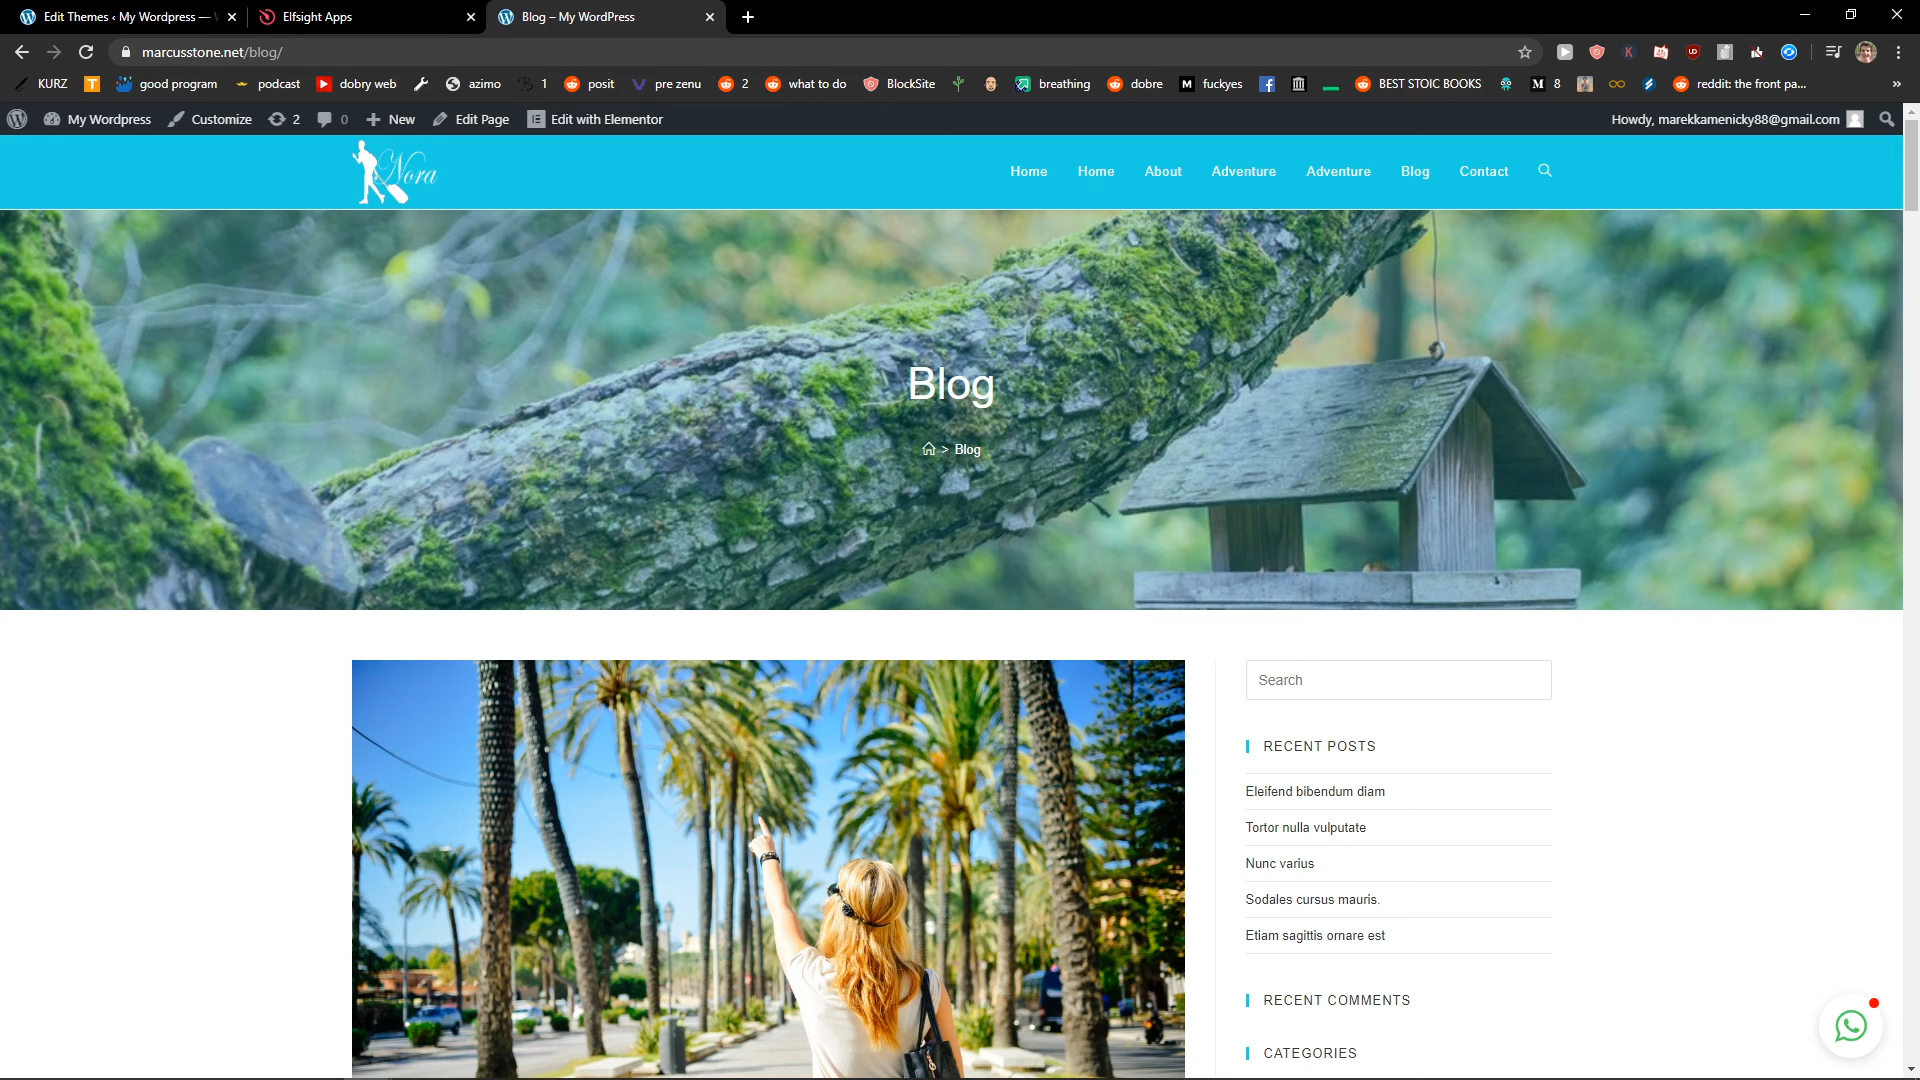 Edit Themes ‹ My Wordpress —
Elfsight Apps
Blog – My WordPress
marcusstone.net/blog/
KURZ
good program
podcast
dobry web
azimo
1
posit
pre zenu
2
what to do
BlockSite
breathing
dobre
fuckyes
BEST STOIC BOOKS
8
reddit: the front pa...
»
My Wordpress
Customize
2
0
New
Edit Page
Edit with Elementor
Howdy, marekkamenicky88@gmail.com
Nora
Home
Home
About
Adventure
Adventure
Blog
Contact
Blog
> Blog
Search
RECENT POSTS
Eleifend bibendum diam
Tortor nulla vulputate
Nunc varius
Sodales cursus mauris.
Etiam sagittis ornare est
RECENT COMMENTS
CATEGORIES